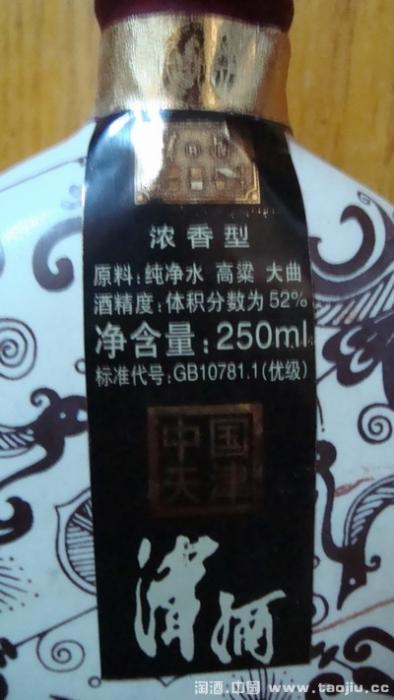 浓香型
原料:纯净水 高粱 大曲
酒精度:体积分数为52%
净含量:250ml
标准代号:GB10781.1(优级)
中国
天津
津酒
淘酒.中国 www.taojiu.cc